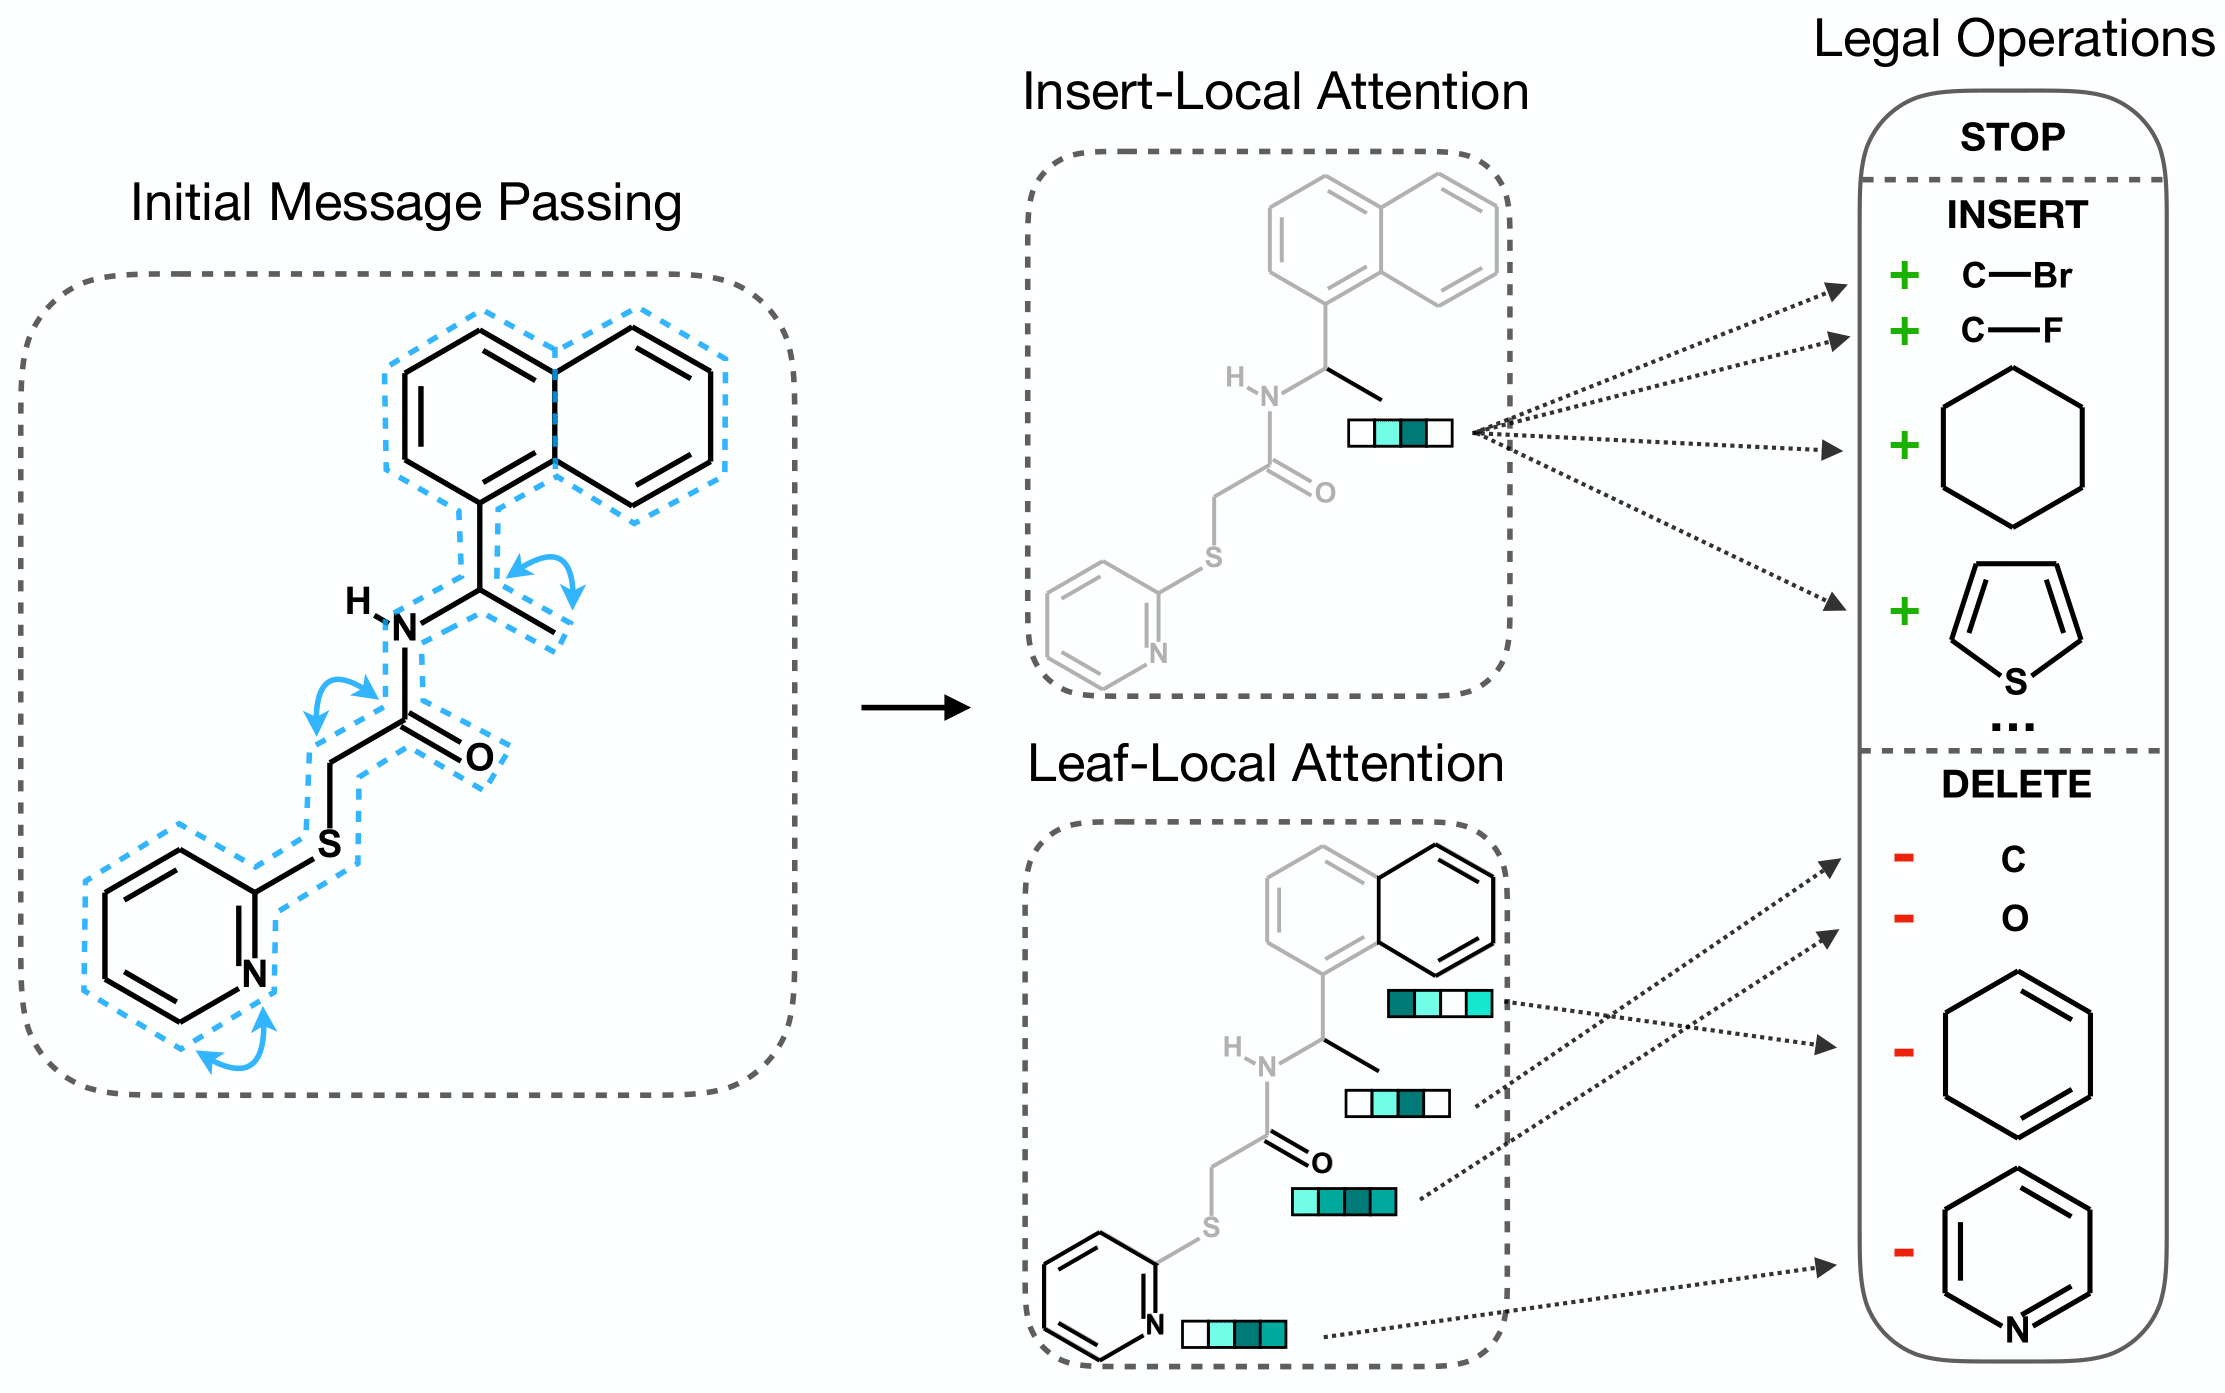 Initial Message Passing
H
N
O
S
N
Insert-Local Attention
H
N
O
S
N
Leaf-Local Attention
H
N
O
S
N
Legal Operations
STOP
INSERT
+ C—Br
+ C—F
+
+
S
...
DELETE
- C
- O
-
-
N